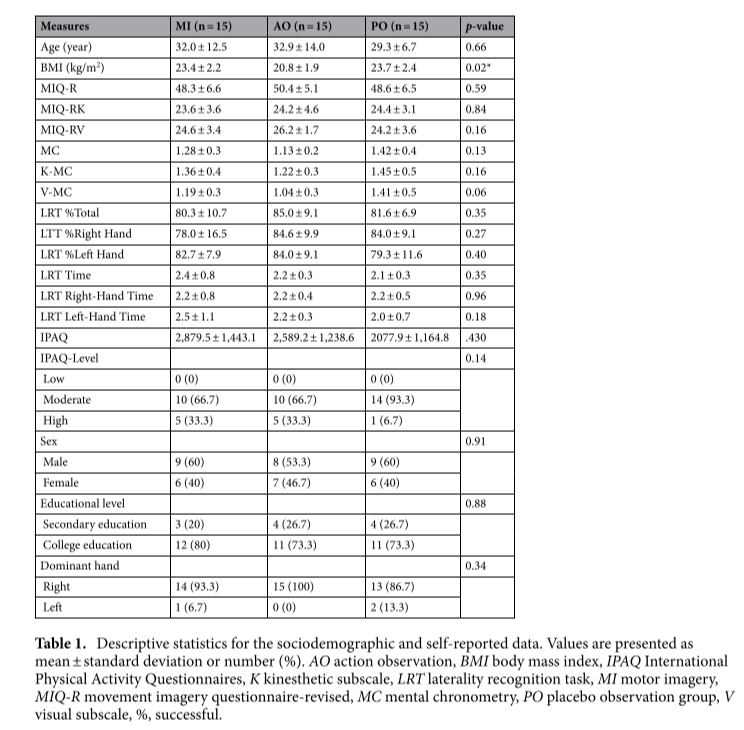 Measures MI (n = 15) AO (n = 15) PO (n = 15) p-value
Age (year) 32.0 ± 12.5 32.9 ± 14.0 29.3 ± 6.7 0.66
BMI (kg/m²) 23.4 ± 2.2 20.8 ± 1.9 23.7 ± 2.4 0.02*
MIQ-R 48.3 ± 6.6 50.4 ± 5.1 48.6 ± 6.5 0.59
MIQ-RK 23.6 ± 3.6 24.2 ± 4.6 24.4 ± 3.1 0.84
MIQ-RV 24.6 ± 3.4 26.2 ± 1.7 24.2 ± 3.6 0.16
MC 1.28 ± 0.3 1.13 ± 0.2 1.42 ± 0.4 0.13
K-MC 1.36 ± 0.4 1.22 ± 0.3 1.45 ± 0.5 0.16
V-MC 1.19 ± 0.3 1.04 ± 0.3 1.41 ± 0.5 0.06
LRT %Total 80.3 ± 10.7 85.0 ± 9.1 81.6 ± 6.9 0.35
LTT %Right Hand 78.0 ± 16.5 84.6 ± 9.9 84.0 ± 9.1 0.27
LRT %Left Hand 82.7 ± 7.9 84.0 ± 9.1 79.3 ± 11.6 0.40
LRT Time 2.4 ± 0.8 2.2 ± 0.3 2.1 ± 0.3 0.35
LRT Right-Hand Time 2.2 ± 0.8 2.2 ± 0.4 2.2 ± 0.5 0.96
LRT Left-Hand Time 2.5 ± 1.1 2.2 ± 0.3 2.0 ± 0.7 0.18
IPAQ 2,879.5 ± 1,443.1 2,589.2 ± 1,238.6 2077.9 ± 1,164.8 .430
IPAQ-Level 0.14
Low 0 (0) 0 (0) 0 (0)
Moderate 10 (66.7) 10 (66.7) 14 (93.3)
High 5 (33.3) 5 (33.3) 1 (6.7)
Sex 0.91
Male 9 (60) 8 (53.3) 9 (60)
Female 6 (40) 7 (46.7) 6 (40)
Educational level 0.88
Secondary education 3 (20) 4 (26.7) 4 (26.7)
College education 12 (80) 11 (73.3) 11 (73.3)
Dominant hand 0.34
Right 14 (93.3) 15 (100) 13 (86.7)
Left 1 (6.7) 0 (0) 2 (13.3)
Table 1. Descriptive statistics for the sociodemographic and self-reported data. Values are presented as
mean ± standard deviation or number (%). AO action observation, BMI body mass index, IPAQ International
Physical Activity Questionnaires, K kinesthetic subscale, LRT laterality recognition task, MI motor imagery,
MIQ-R movement imagery questionnaire-revised, MC mental chronometry, PO placebo observation group, V
visual subscale, %, successful.